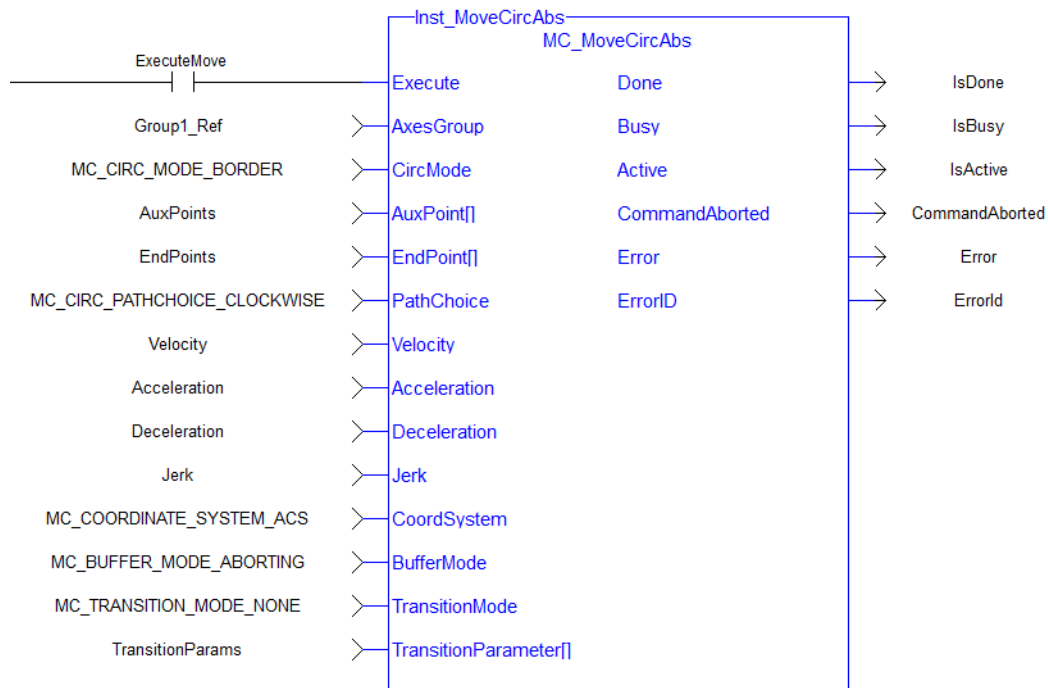 Inst_MoveCircAbs
MC_MoveCircAbs
ExecuteMove
Execute Done IsDone
Group1_Ref AxesGroup Busy IsBusy
MC_CIRC_MODE_BORDER CircMode Active IsActive
AuxPoints AuxPoint[] CommandAborted CommandAborted
EndPoints EndPoint[] Error Error
MC_CIRC_PATHCHOICE_CLOCKWISE PathChoice ErrorID ErrorId
Velocity Velocity
Acceleration Acceleration
Deceleration Deceleration
Jerk Jerk
MC_COORDINATE_SYSTEM_ACS CoordSystem
MC_BUFFER_MODE_ABORTING BufferMode
MC_TRANSITION_MODE_NONE TransitionMode
TransitionParams TransitionParameter[]